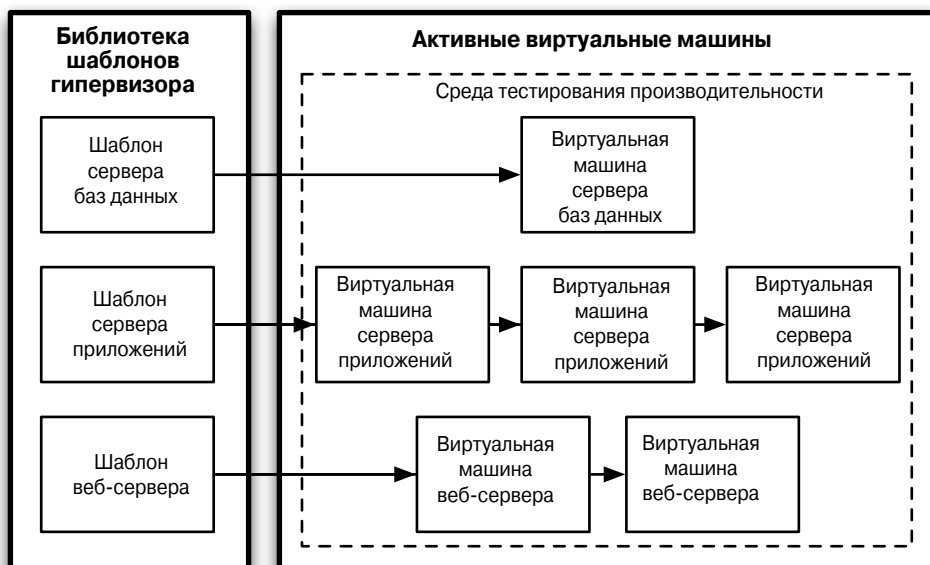 Библиотека
шаблонов
гипервизора
Активные виртуальные машины
Среда тестирования производительности
Шаблон
сервера
баз данных
Виртуальная
машина
сервера
баз данных
Шаблон
сервера
приложений
Виртуальная
машина
сервера
приложений
Виртуальная
машина
сервера
приложений
Виртуальная
машина
сервера
приложений
Шаблон
веб-сервера
Виртуальная
машина
веб-сервера
Виртуальная
машина
веб-сервера